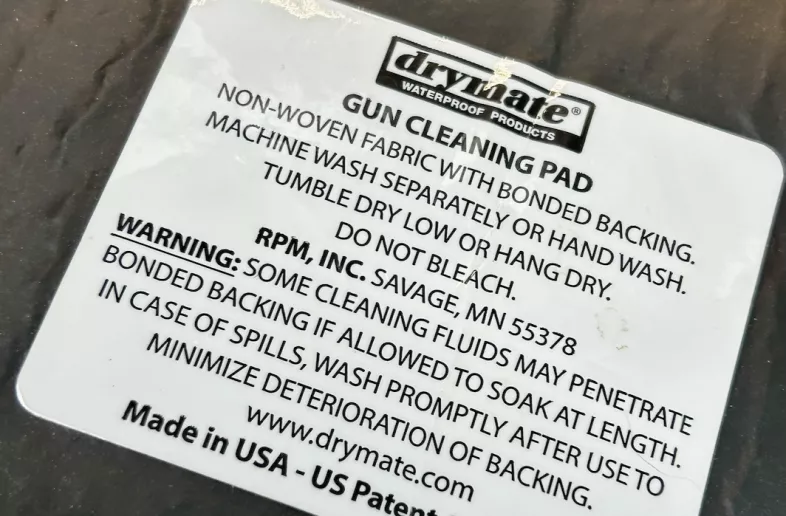 drymate®
WATERPROOF PRODUCTS
GUN CLEANING PAD
NON-WOVEN FABRIC WITH BONDED BACKING.
MACHINE WASH SEPARATELY OR HAND WASH.
TUMBLE DRY LOW OR HANG DRY.
DO NOT BLEACH.
RPM, INC. SAVAGE, MN 55378
WARNING: SOME CLEANING FLUIDS MAY PENETRATE
BONDED BACKING IF ALLOWED TO SOAK AT LENGTH.
IN CASE OF SPILLS, WASH PROMPTLY AFTER USE TO
MINIMIZE DETERIORATION OF BACKING.
www.drymate.com
Made in USA - US Patent